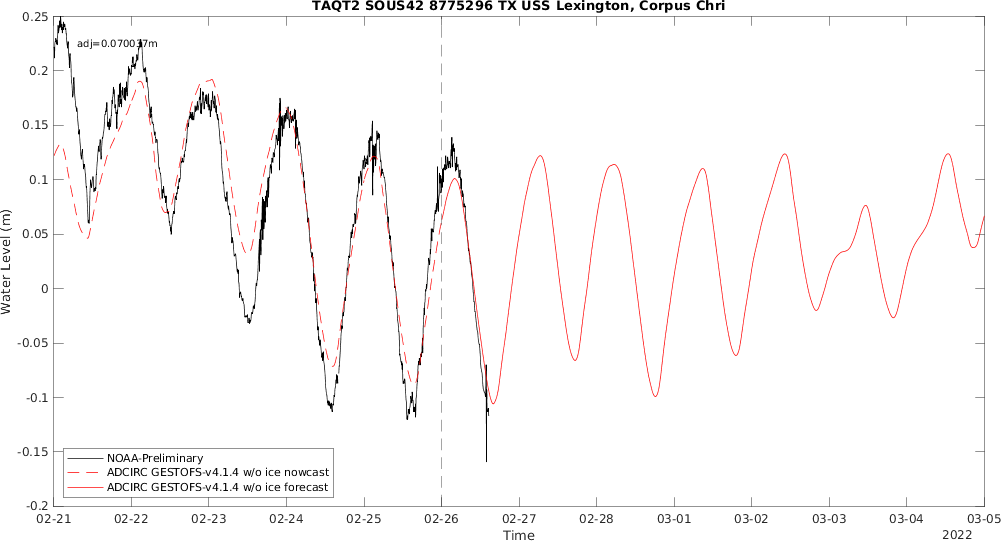 TAQT2 SOUS42 8775296 TX USS Lexington, Corpus Chri
adj=0.070037m
0.25
0.2
0.15
0.1
0.05
0
-0.05
-0.1
-0.15
-0.2
Water Level (m)
NOAA-Preliminary
ADCIRC GESTOFS-v4.1.4 w/o ice nowcast
ADCIRC GESTOFS-v4.1.4 w/o ice forecast
02-21 02-22 02-23 02-24 02-25 02-26 02-27 02-28 03-01 03-02 03-03 03-04 03-05
Time
2022